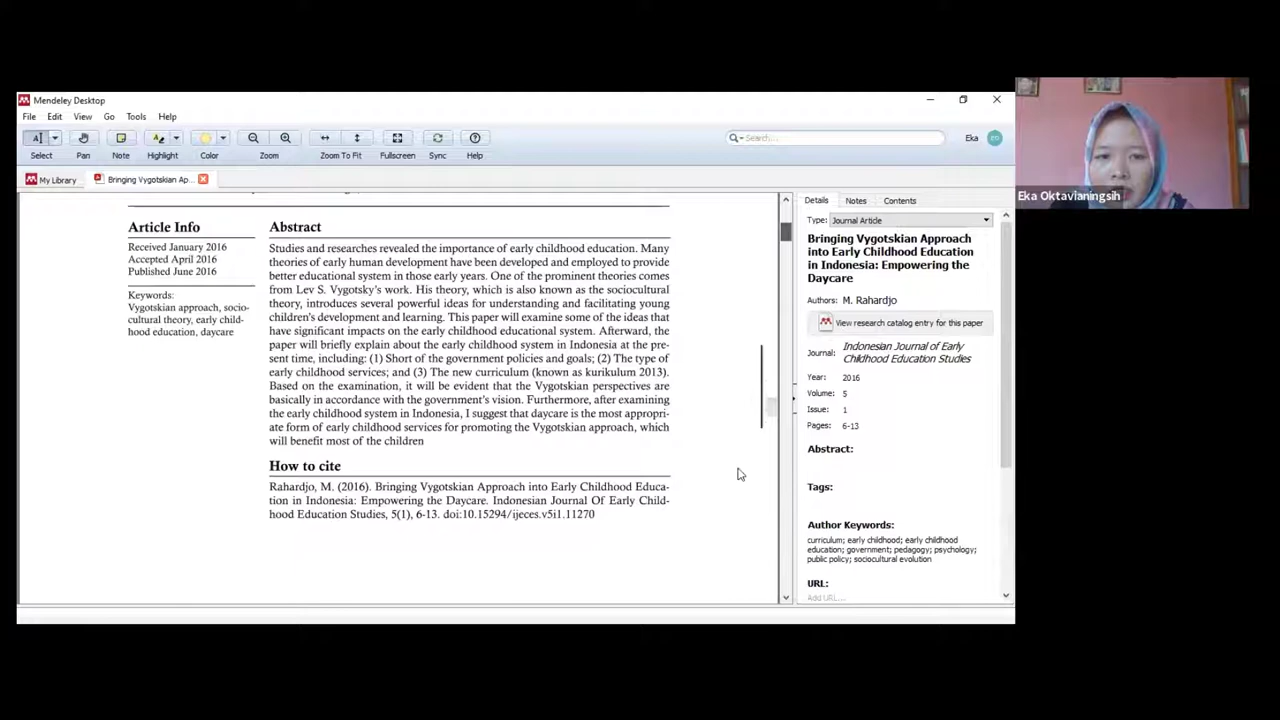 Mendeley Desktop
File Edit View Go Tools Help
Select Pan Note Highlight Color Zoom Zoom To Fit Fullscreen Sync Help
Search...
Eka
My Library
Bringing Vygotskian Ap...
Article Info
Received January 2016
Accepted April 2016
Published June 2016
Keywords:
Vygotskian approach, socio-
cultural theory, early child-
hood education, daycare
Abstract
Studies and researches revealed the importance of early childhood education. Many
theories of early human development have been developed and employed to provide
better educational system in those early years. One of the prominent theories comes
from Lev S. Vygotsky's work. His theory, which is also known as the sociocultural
theory, introduces several powerful ideas for understanding and facilitating young
children's development and learning. This paper will examine some of the ideas that
have significant impacts on the early childhood educational system. Afterward, the
paper will briefly explain about the early childhood system in Indonesia at the pre-
sent time, including: (1) Short of the government policies and goals; (2) The type of
early childhood services; and (3) The new curriculum (known as kurikulum 2013).
Based on the examination, it will be evident that the Vygotskian perspectives are
basically in accordance with the government's vision. Furthermore, after examining
the early childhood system in Indonesia, I suggest that daycare is the most appropri-
ate form of early childhood services for promoting the Vygotskian approach, which
will benefit most of the children
How to cite
Rahardjo, M. (2016). Bringing Vygotskian Approach into Early Childhood Educa-
tion in Indonesia: Empowering the Daycare. Indonesian Journal Of Early Child-
hood Education Studies, 5(1), 6-13. doi:10.15294/ijeces.v5i1.11270
Details Notes Contents
Type: Journal Article
Bringing Vygotskian Approach
into Early Childhood Education
in Indonesia: Empowering the
Daycare
Authors: M. Rahardjo
View research catalog entry for this paper
Journal: Indonesian Journal of Early
Childhood Education Studies
Year: 2016
Volume: 5
Issue: 1
Pages: 6-13
Abstract:
Tags:
Author Keywords:
curriculum; early childhood; early childhood
education; government; pedagogy; psychology;
public policy; sociocultural evolution
URL:
Add URL...
Eka Oktavianingsih